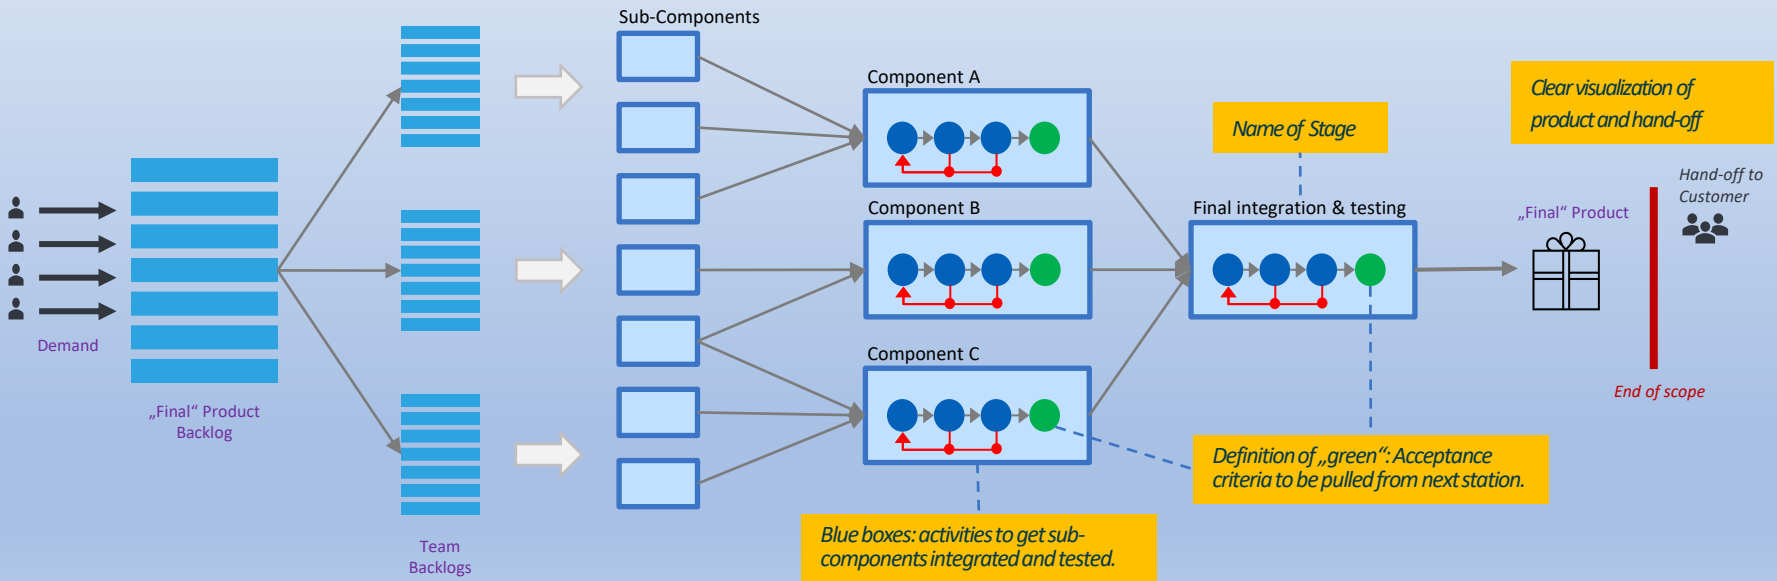 Sub-Components
Component A
Name of Stage
Clear visualization of
product and hand-off
Hand-off to
Customer
Component B
Final integration & testing
„Final“ Product
Demand
Component C
„Final“ Product
Backlog
End of scope
Definition of „green“: Acceptance
criteria to be pulled from next station.
Blue boxes: activities to get sub-
components integrated and tested.
Team
Backlogs